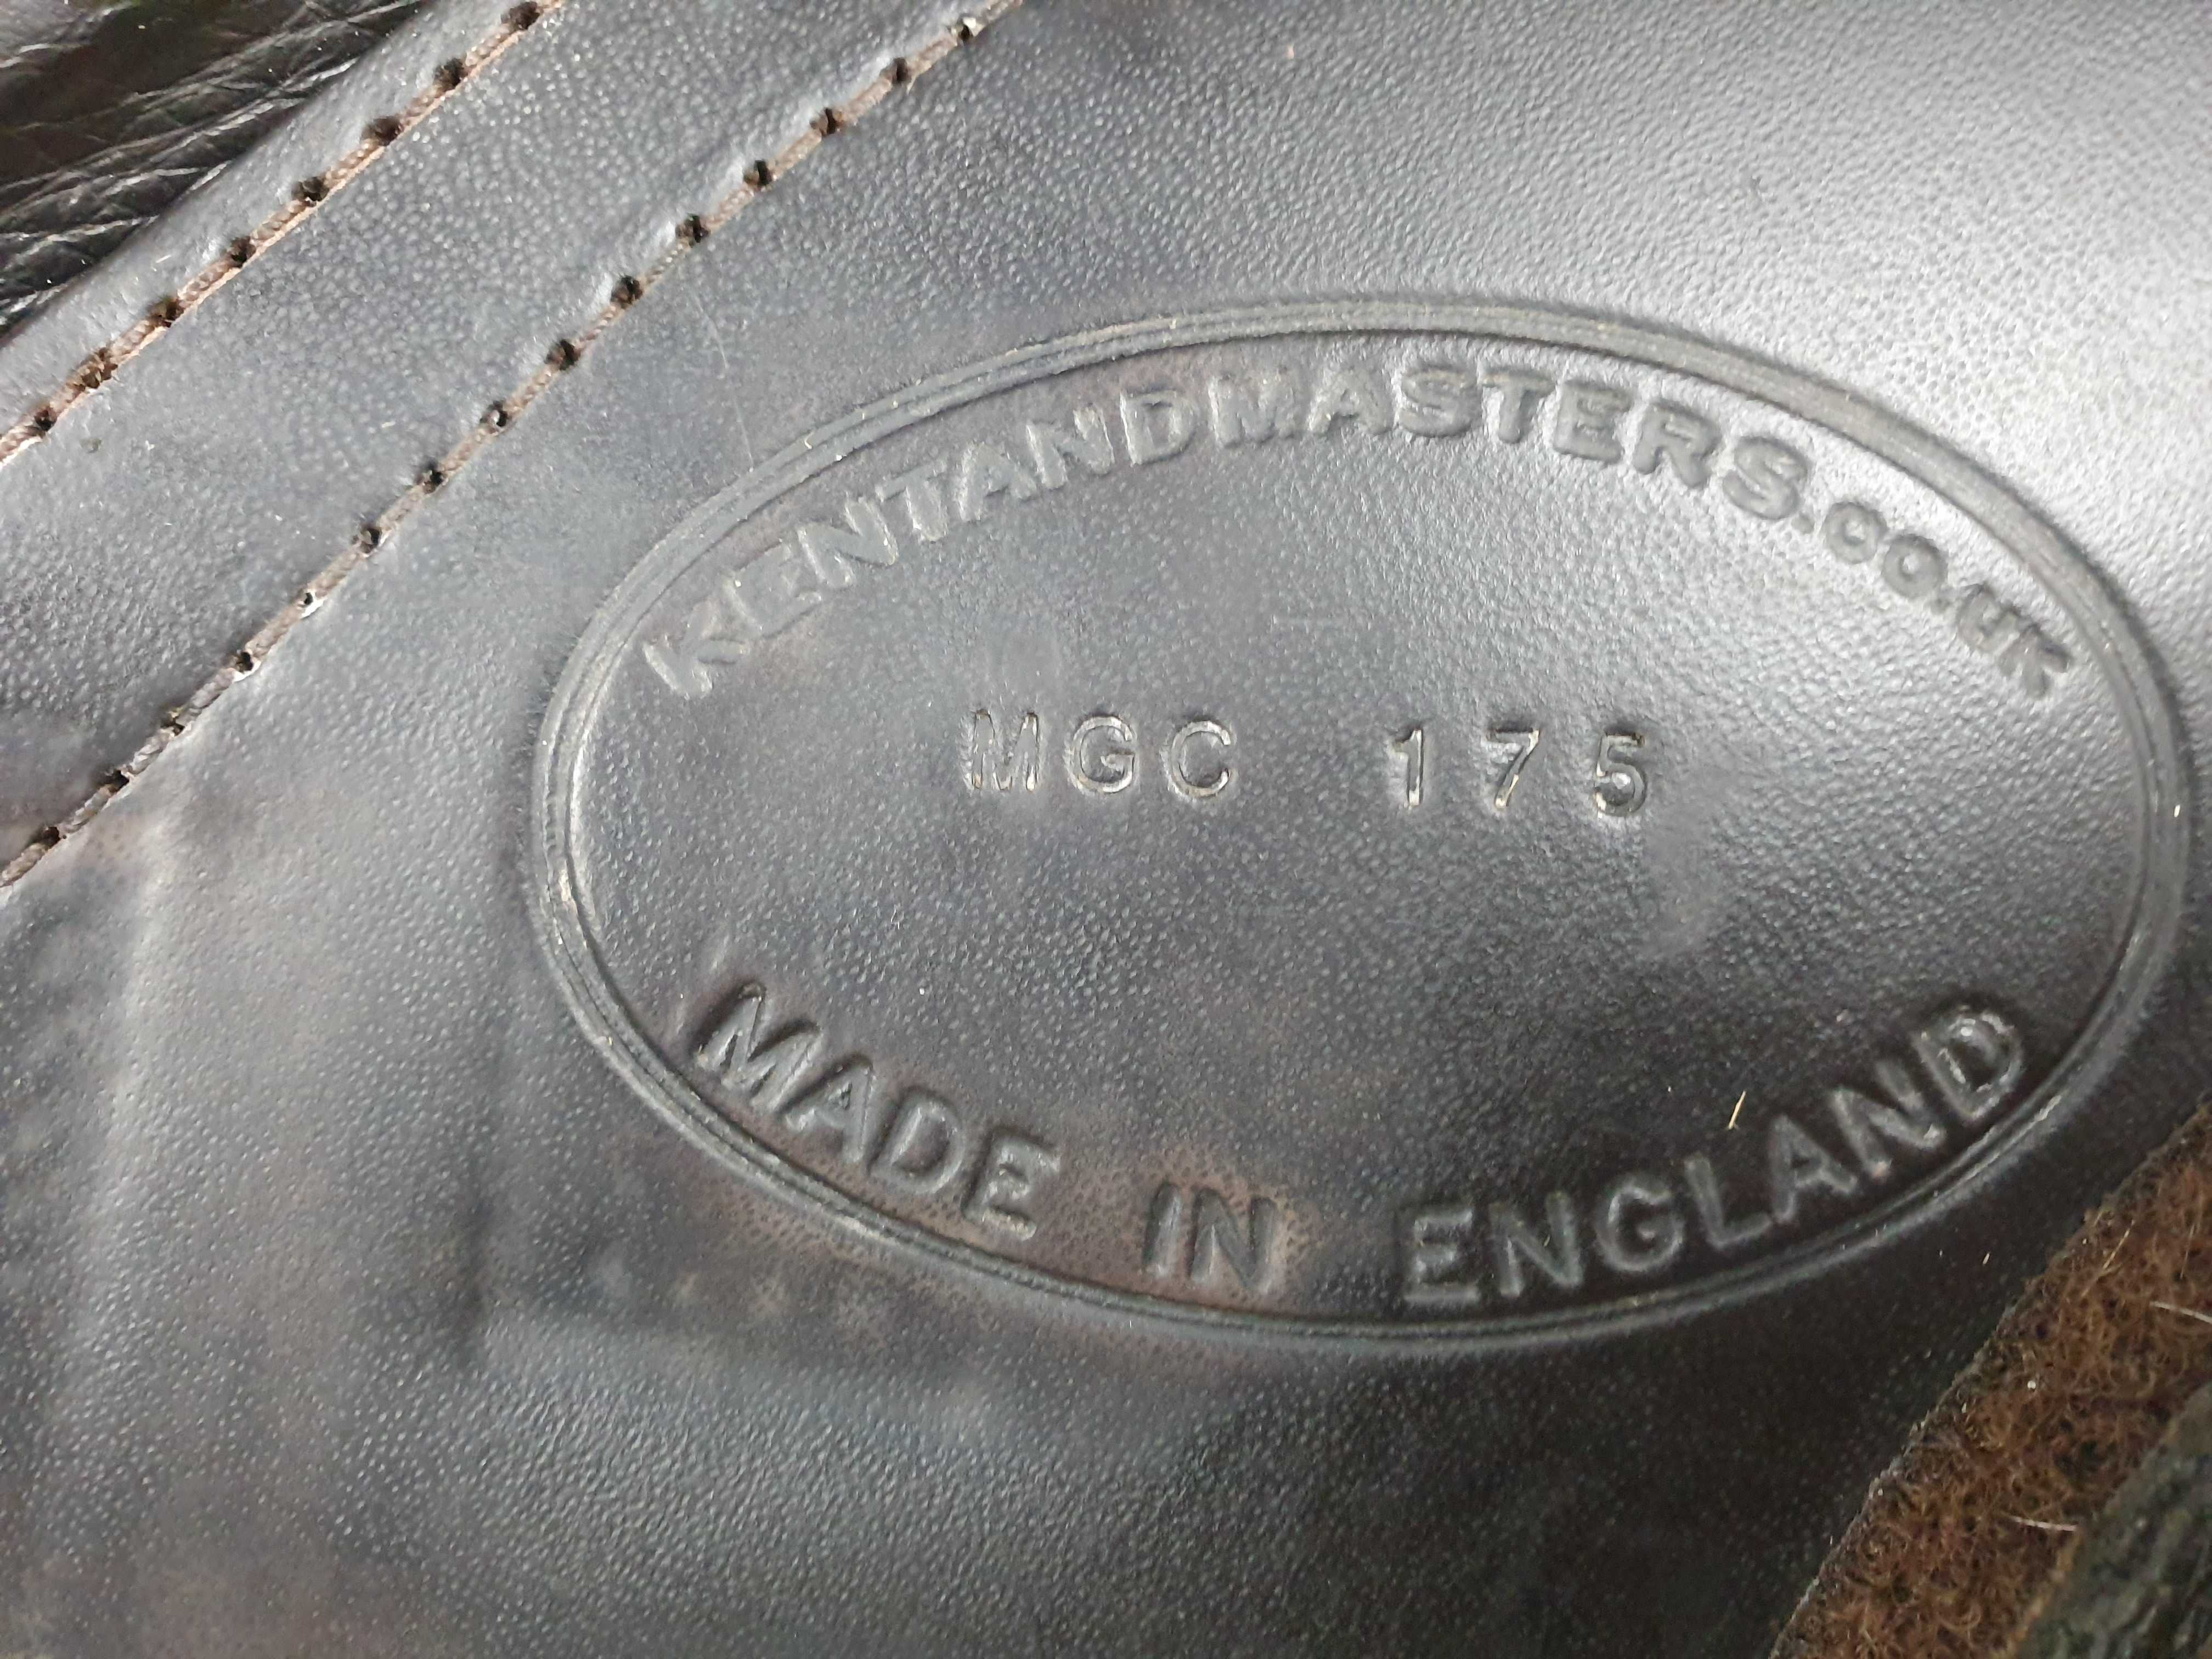 KENTANDMASTERS.CO.UK
MGC 175
MADE IN ENGLAND